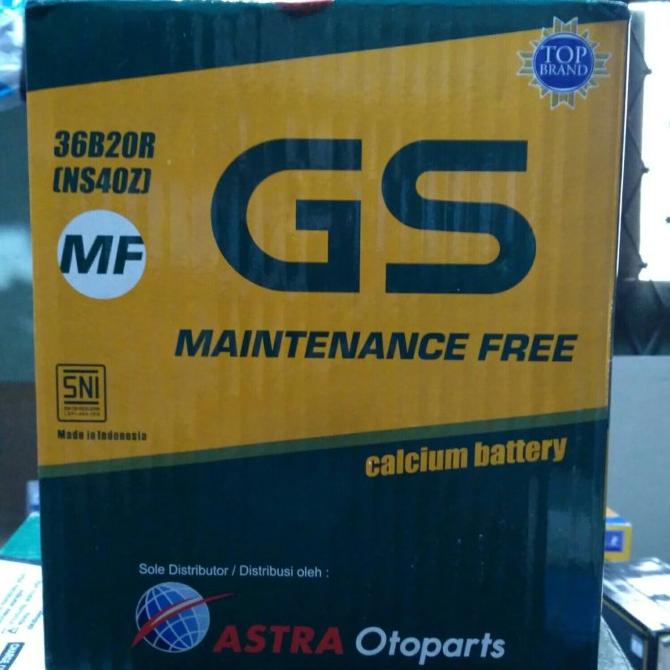 TOP
BRAND
36B20R
(NS40Z)
GS
MF
MAINTENANCE FREE
SNI
Made in Indonesia
calcium battery
Sole Distributor / Distribusi oleh :
ASTRA Otoparts